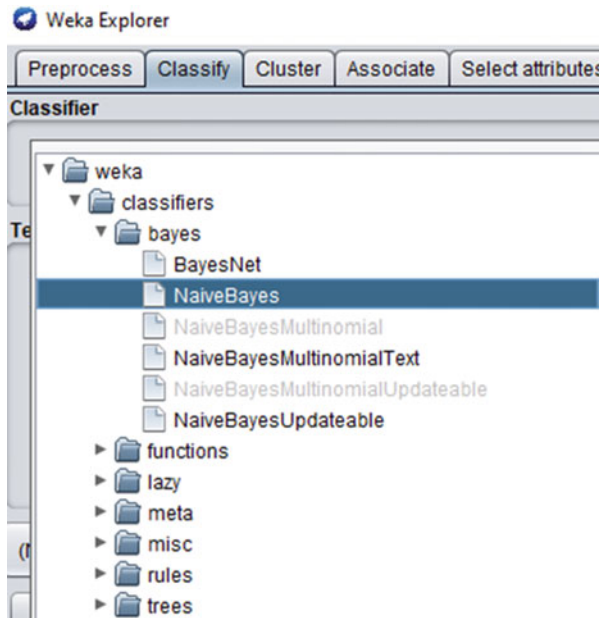 Weka Explorer
Preprocess Classify Cluster Associate Select attributes
Classifier
weka
classifiers
Te
bayes
BayesNet
NaiveBayes
NaiveBayesMultinomial
NaiveBayesMultinomialText
NaiveBayesMultinomialUpdateable
NaiveBayesUpdateable
functions
lazy
meta
misc
rules
trees